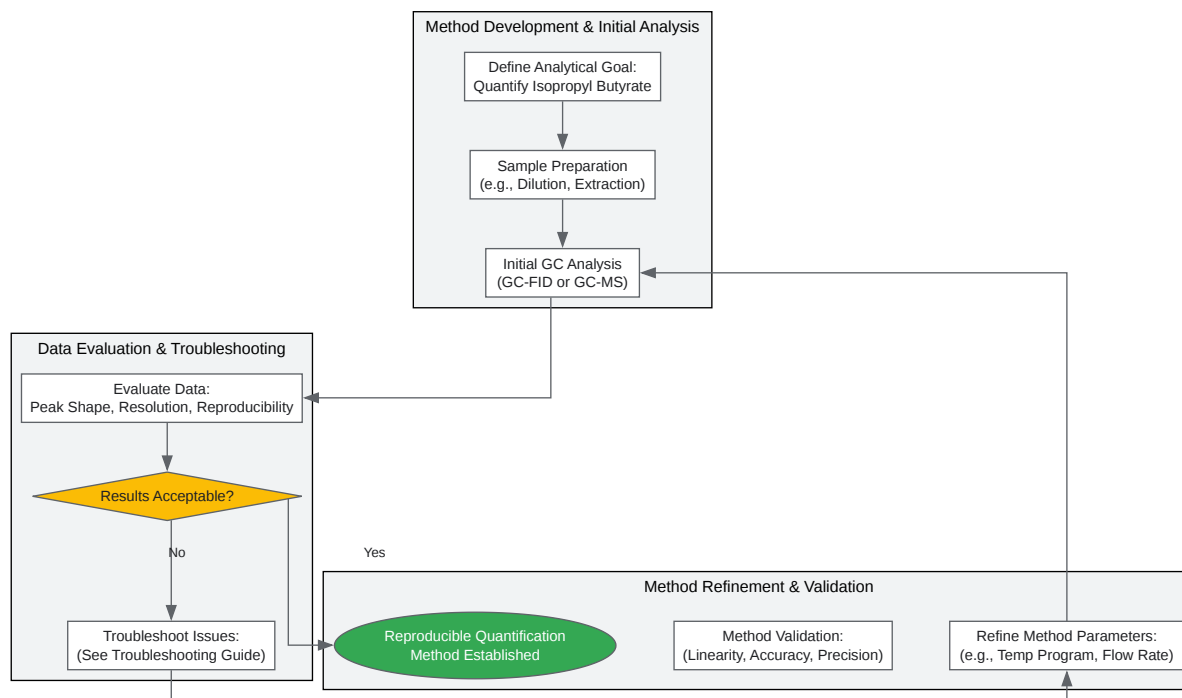 Method Development & Initial Analysis
Define Analytical Goal:
Quantify Isopropyl Butyrate
Sample Preparation
(e.g., Dilution, Extraction)
Initial GC Analysis
(GC-FID or GC-MS)
Data Evaluation & Troubleshooting
Evaluate Data:
Peak Shape, Resolution, Reproducibility
Results Acceptable?
No
Yes
Troubleshoot Issues:
(See Troubleshooting Guide)
Method Refinement & Validation
Reproducible Quantification
Method Established
Method Validation:
(Linearity, Accuracy, Precision)
Refine Method Parameters:
(e.g., Temp Program, Flow Rate)